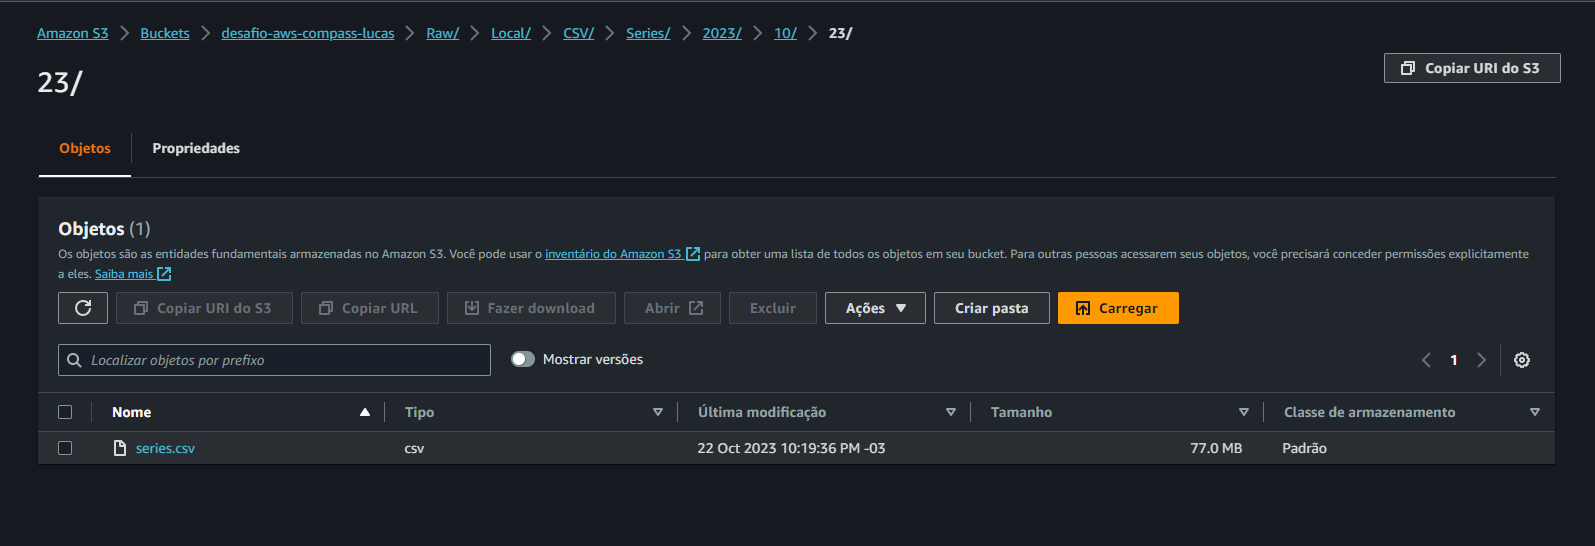 Amazon S3 Buckets desafio-aws-compass-lucas Raw/ Local/ CSV/ Series/ 2023/ 10/ 23/
23/
Copiar URI do S3
Objetos Propriedades
Objetos (1)
Os objetos são as entidades fundamentais armazenadas no Amazon S3. Você pode usar o inventário do Amazon S3 para obter uma lista de todos os objetos em seu bucket. Para outras pessoas acessarem seus objetos, você precisará conceder permissões explicitamente
a eles. Saiba mais
Copiar URI do S3 Copiar URL Fazer download Abrir Excluir Ações Criar pasta Carregar
Localizar objetos por prefixo Mostrar versões 1
Nome Tipo Última modificação Tamanho Classe de armazenamento
series.csv csv 22 Oct 2023 10:19:36 PM -03 77.0 MB Padrão